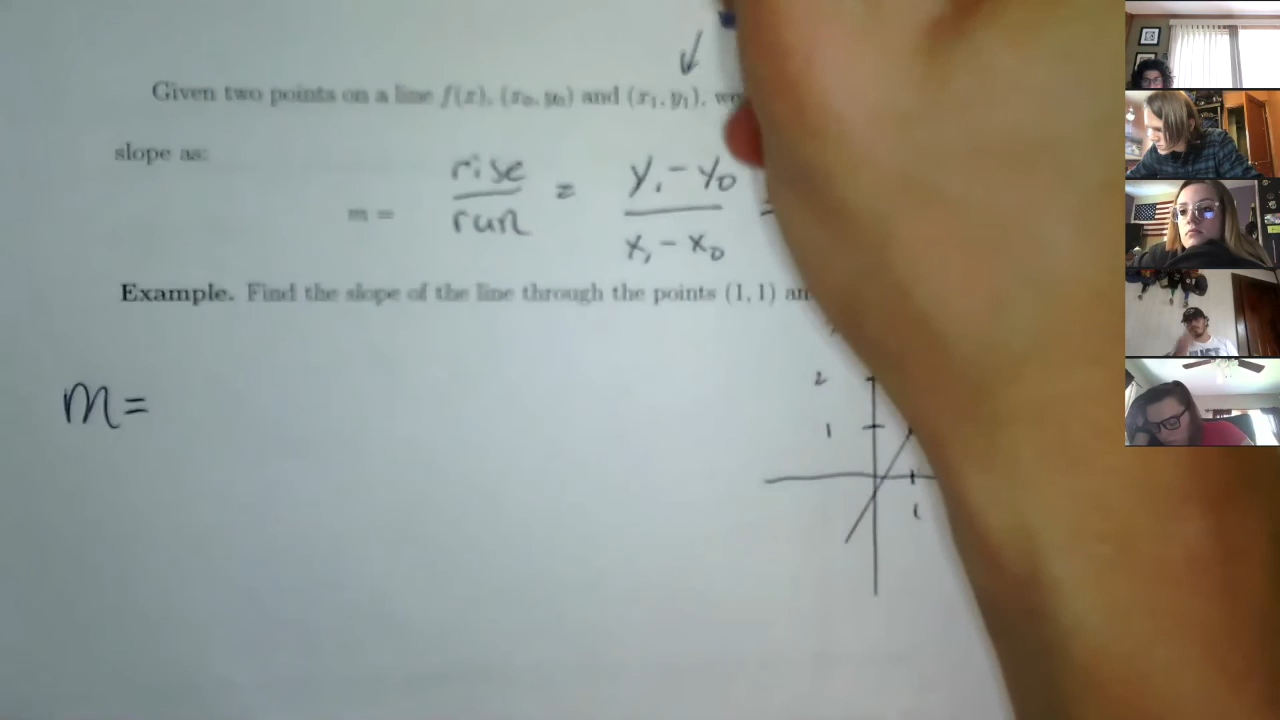 Given two points on a line f(x), (x₀, y₀) and (x₁, y₁), we
slope as:
m = rise/run = (y₁ - y₀)/(x₁ - x₀) =
Example. Find the slope of the line through the points (1, 1)
m =
2
1
1